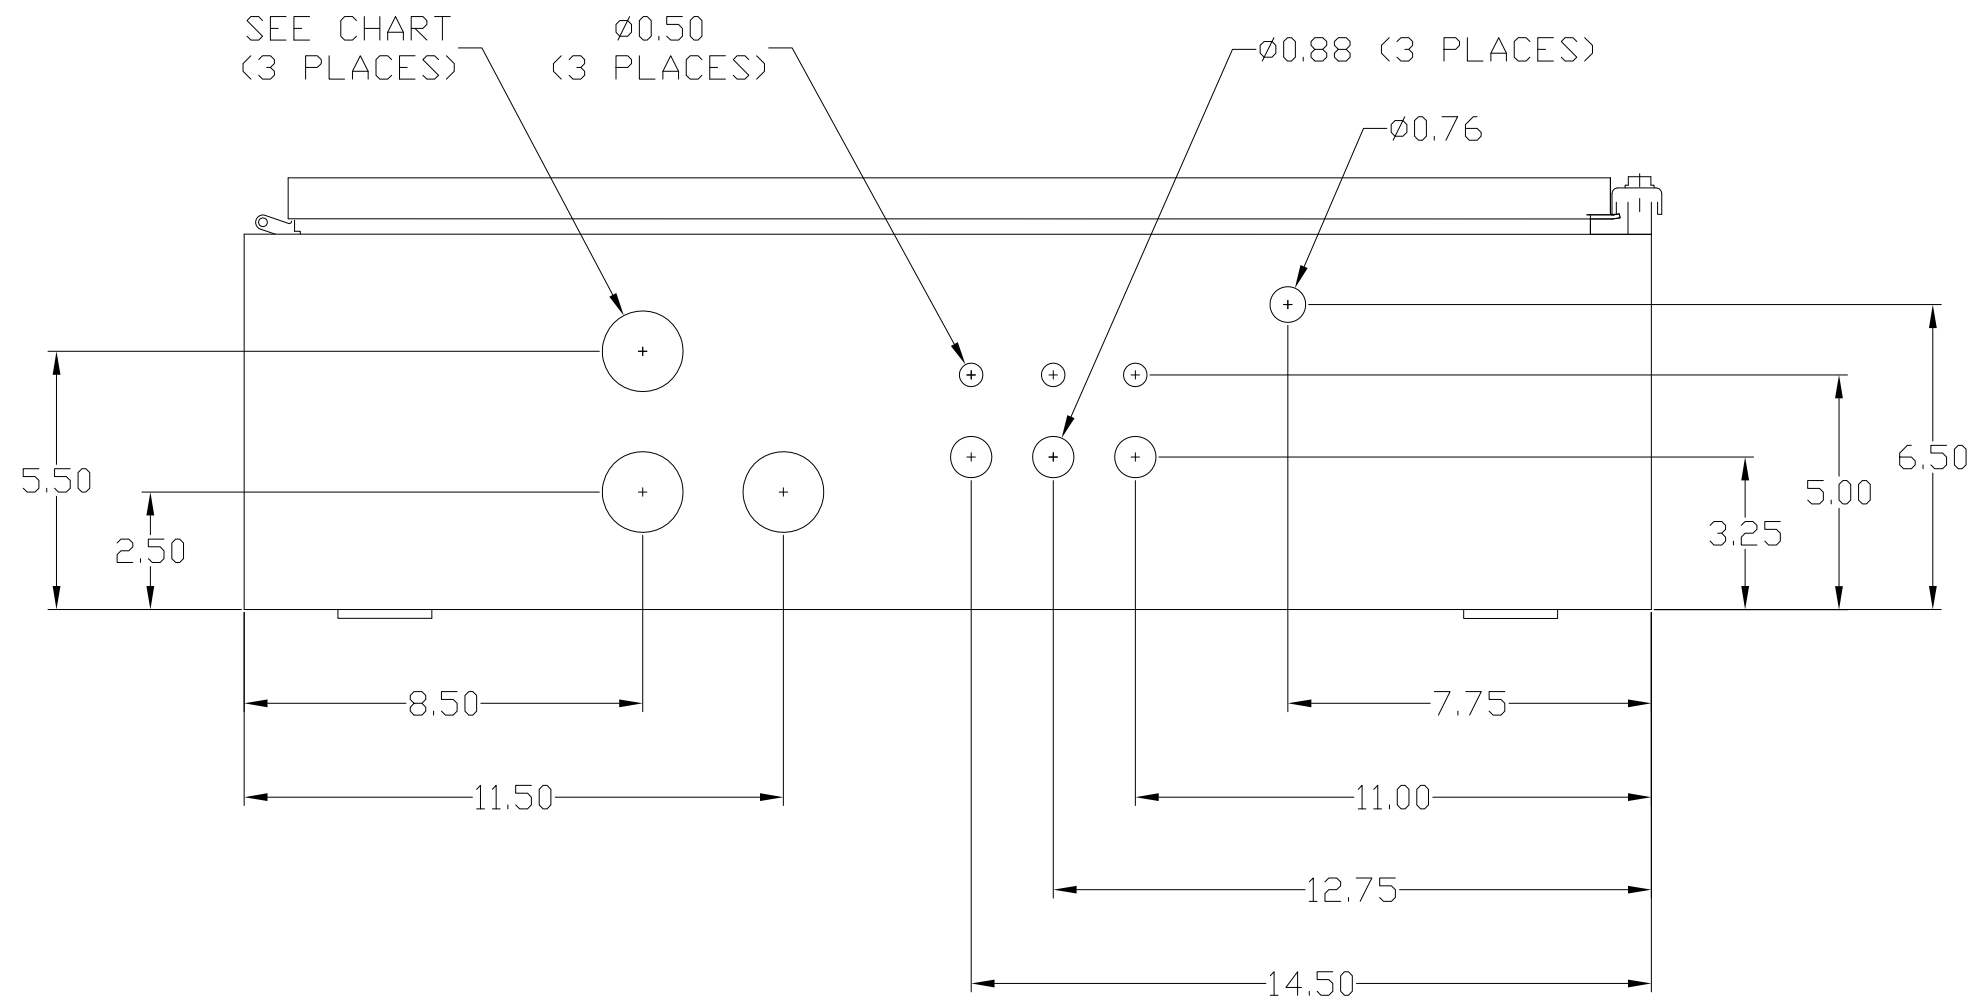 SEE CHART
(3 PLACES)
ø0.50
(3 PLACES)
ø0.88 (3 PLACES)
ø0.76
5.50
2.50
6.50
5.00
3.25
8.50
7.75
11.50
11.00
12.75
14.50